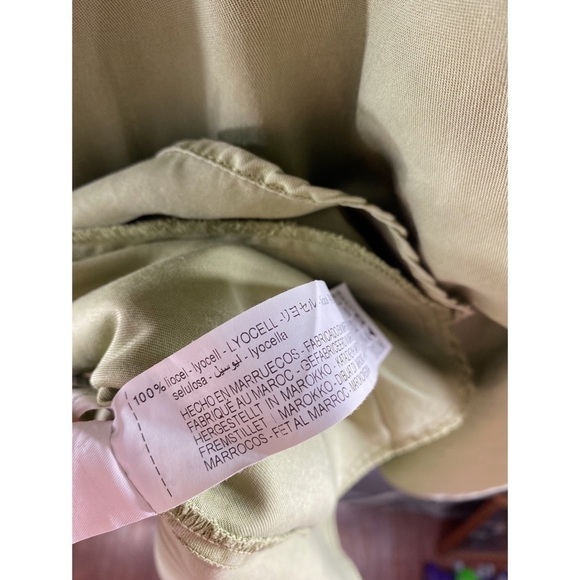 100% liocel - lyocell - LYOCELL - リヨセル -
selulosa - ليوسيل - lyocella
HECHO EN MARRUECOS - FABRICADO
FABRIQUÉ AU MAROC -
HERGESTELLT IN MAROKKO -
FREMSTILLET I MAROKKO -
MARROCOS - FET AL MARROC